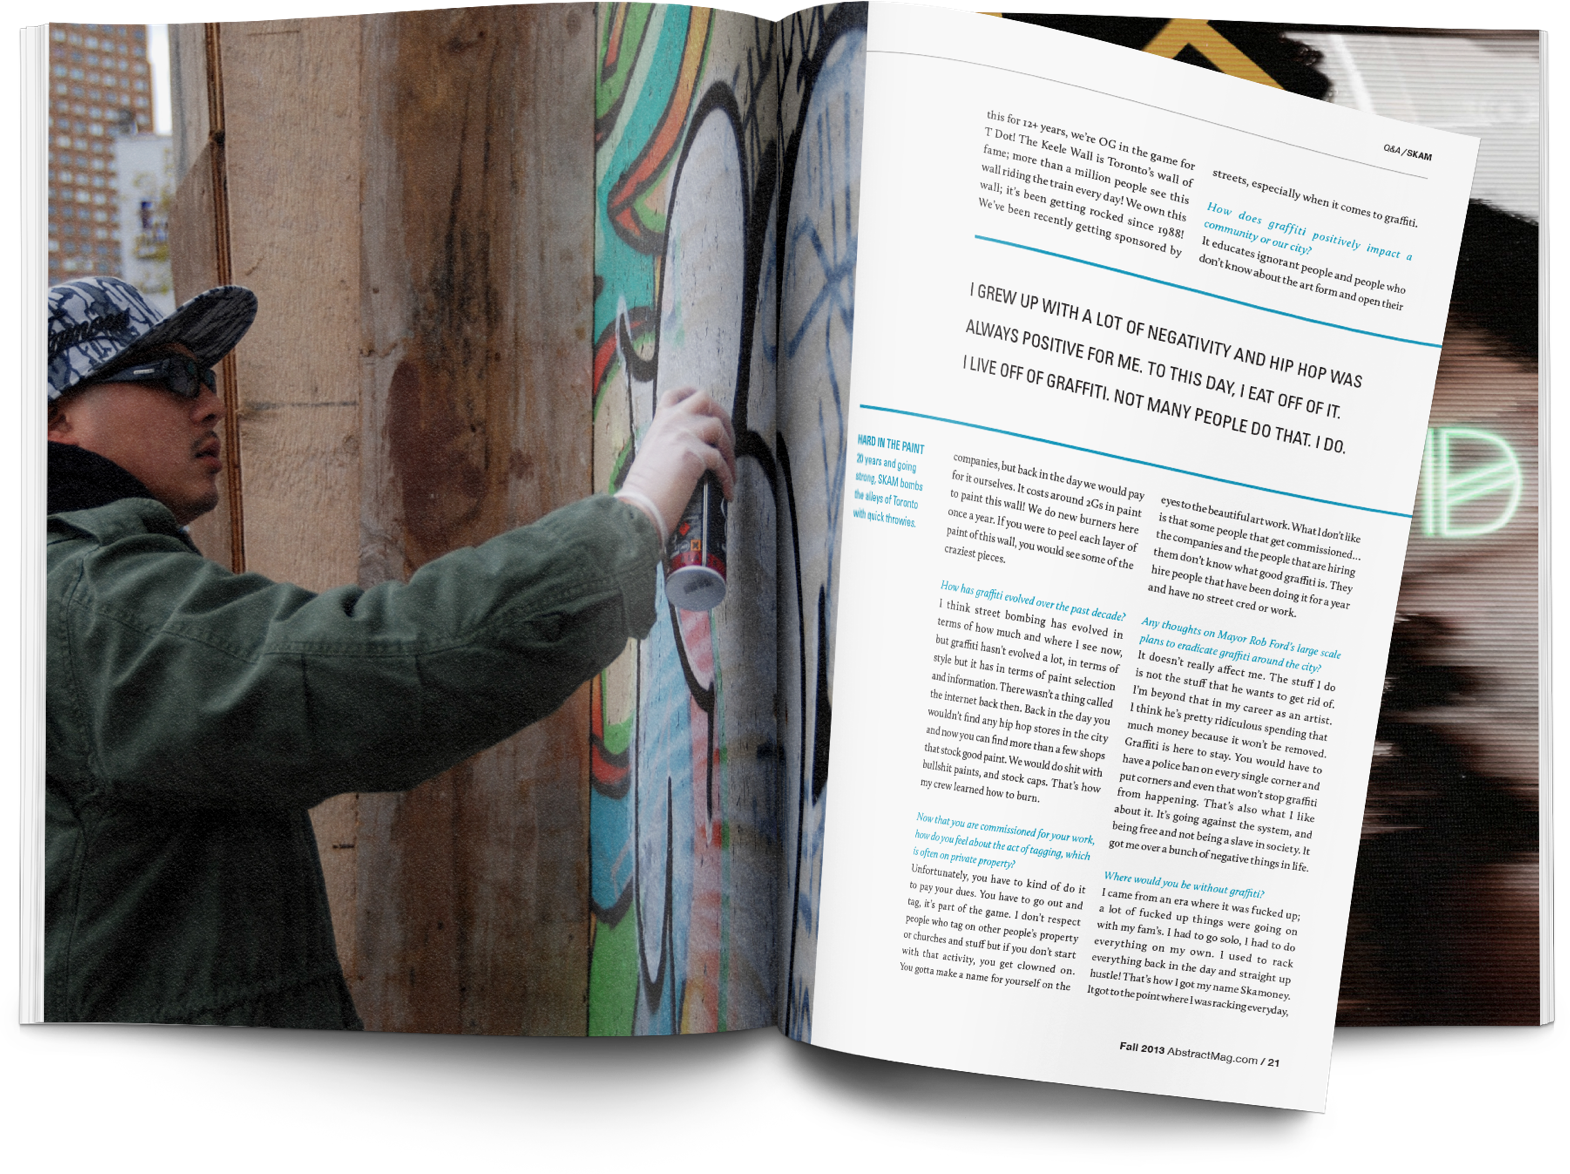 Q&A / SKAM
this for 12+ years, we're OG in the game for
T Dot! The Keele Wall is Toronto's wall of
fame; more than a million people see this
wall riding the train every day! We own this
wall; it's been getting rocked since 1988!
We've been recently getting sponsored by
streets, especially when it comes to graffiti.
How does graffiti positively impact a
community or our city?
It educates ignorant people and people who
don't know about the art form and open their
I GREW UP WITH A LOT OF NEGATIVITY AND HIP HOP WAS
ALWAYS POSITIVE FOR ME. TO THIS DAY, I EAT OFF OF IT.
I LIVE OFF OF GRAFFITI. NOT MANY PEOPLE DO THAT. I DO.
HARD IN THE PAINT
20 years and going
strong, SKAM bombs
the alleys of Toronto
with quick throwies.
companies, but back in the day we would pay
for it ourselves. It costs around 2Gs in paint
to paint this wall! We do new burners here
once a year. If you were to peel each layer of
paint of this wall, you would see some of the
craziest pieces.
How has graffiti evolved over the past decade?
I think street bombing has evolved in
terms of how much and where I see now,
but graffiti hasn't evolved a lot, in terms of
style but it has in terms of paint selection
and information. There wasn't a thing called
the internet back then. Back in the day you
wouldn't find any hip hop stores in the city
and now you can find more than a few shops
that stock good paint. We would do shit with
bullshit paints, and stock caps. That's how
my crew learned how to burn.
Now that you are commissioned for your work,
how do you feel about the act of tagging, which
is often on private property?
Unfortunately, you have to kind of do it
to pay your dues. You have to go out and
tag, it's part of the game. I don't respect
people who tag on other people's property
or churches and stuff but if you don't start
with that activity, you get clowned on.
You gotta make a name for yourself on the
eyes to the beautiful art work. What I don't like
is that some people that get commissioned...
the companies and the people that are hiring
them don't know what good graffiti is. They
hire people that have been doing it for a year
and have no street cred or work.
Any thoughts on Mayor Rob Ford's large scale
plans to eradicate graffiti around the city?
It doesn't really affect me. The stuff I do
is not the stuff that he wants to get rid of.
I'm beyond that in my career as an artist.
I think he's pretty ridiculous spending that
much money because it won't be removed.
Graffiti is here to stay. You would have to
have a police ban on every single corner and
put corners and even that won't stop graffiti
from happening. That's also what I like
about it. It's going against the system, and
being free and not being a slave in society. It
got me over a bunch of negative things in life.
Where would you be without graffiti?
I came from an era where it was fucked up;
a lot of fucked up things were going on
with my fam's. I had to go solo, I had to do
everything on my own. I used to rack
everything back in the day and straight up
hustle! That's how I got my name Skamoney.
It got to the point where I was racking everyday,
Fall 2013 AbstractMag.com / 21